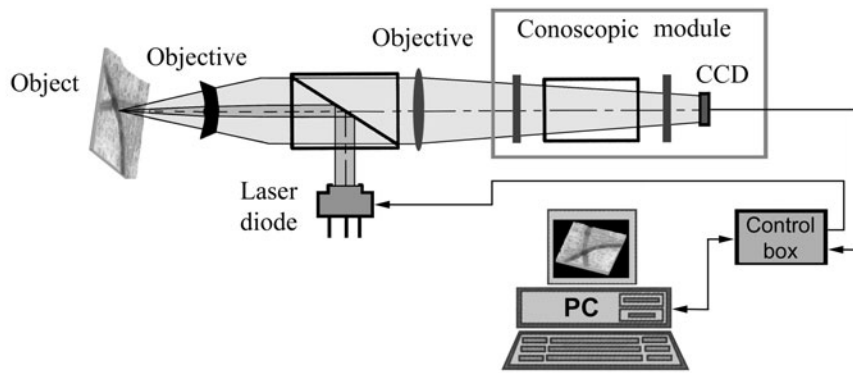 Object
Objective
Objective
Conoscopic module
CCD
Laser
diode
PC
Control
box